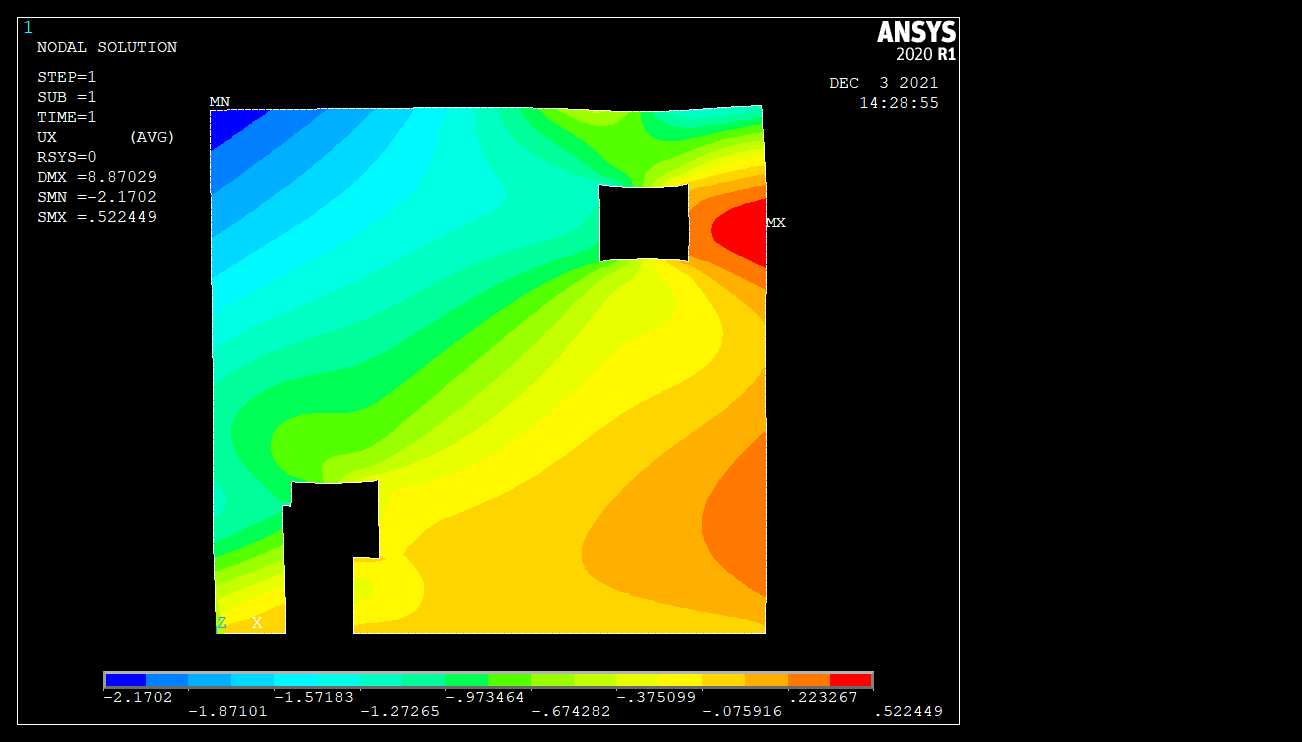 1
ANSYS
2020 R1
NODAL SOLUTION
STEP=1
SUB =1
TIME=1
UX (AVG)
RSYS=0
DMX =8.87029
SMN =-2.1702
SMX =.522449
DEC 3 2021
14:28:55
MN
MX
Z X
-2.1702 -1.57183 -.973464 -.375099 .223267
-1.87101 -1.27265 -.674282 -.075916 .522449